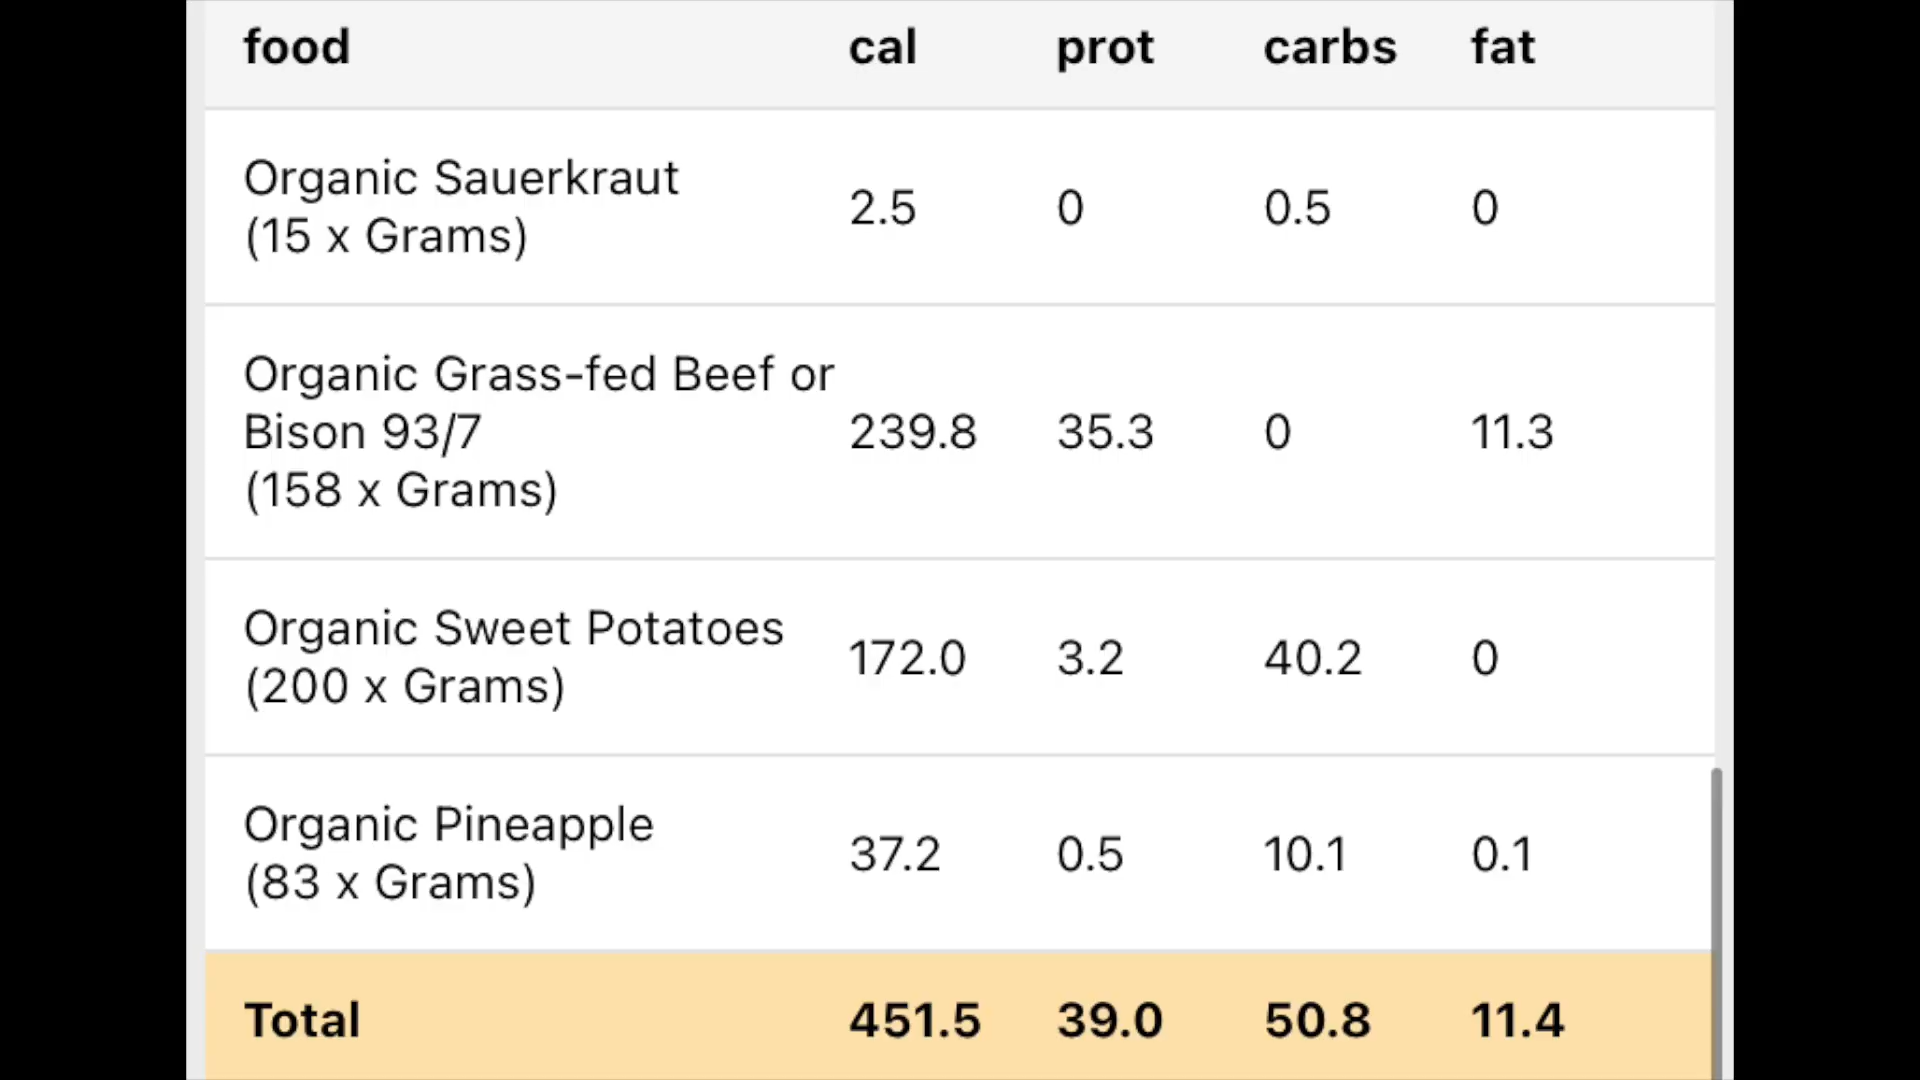 food cal prot carbs fat
Organic Sauerkraut
(15 x Grams) 2.5 0 0.5 0
Organic Grass-fed Beef or
Bison 93/7 239.8 35.3 0 11.3
(158 x Grams)
Organic Sweet Potatoes
(200 x Grams) 172.0 3.2 40.2 0
Organic Pineapple
(83 x Grams) 37.2 0.5 10.1 0.1
Total 451.5 39.0 50.8 11.4